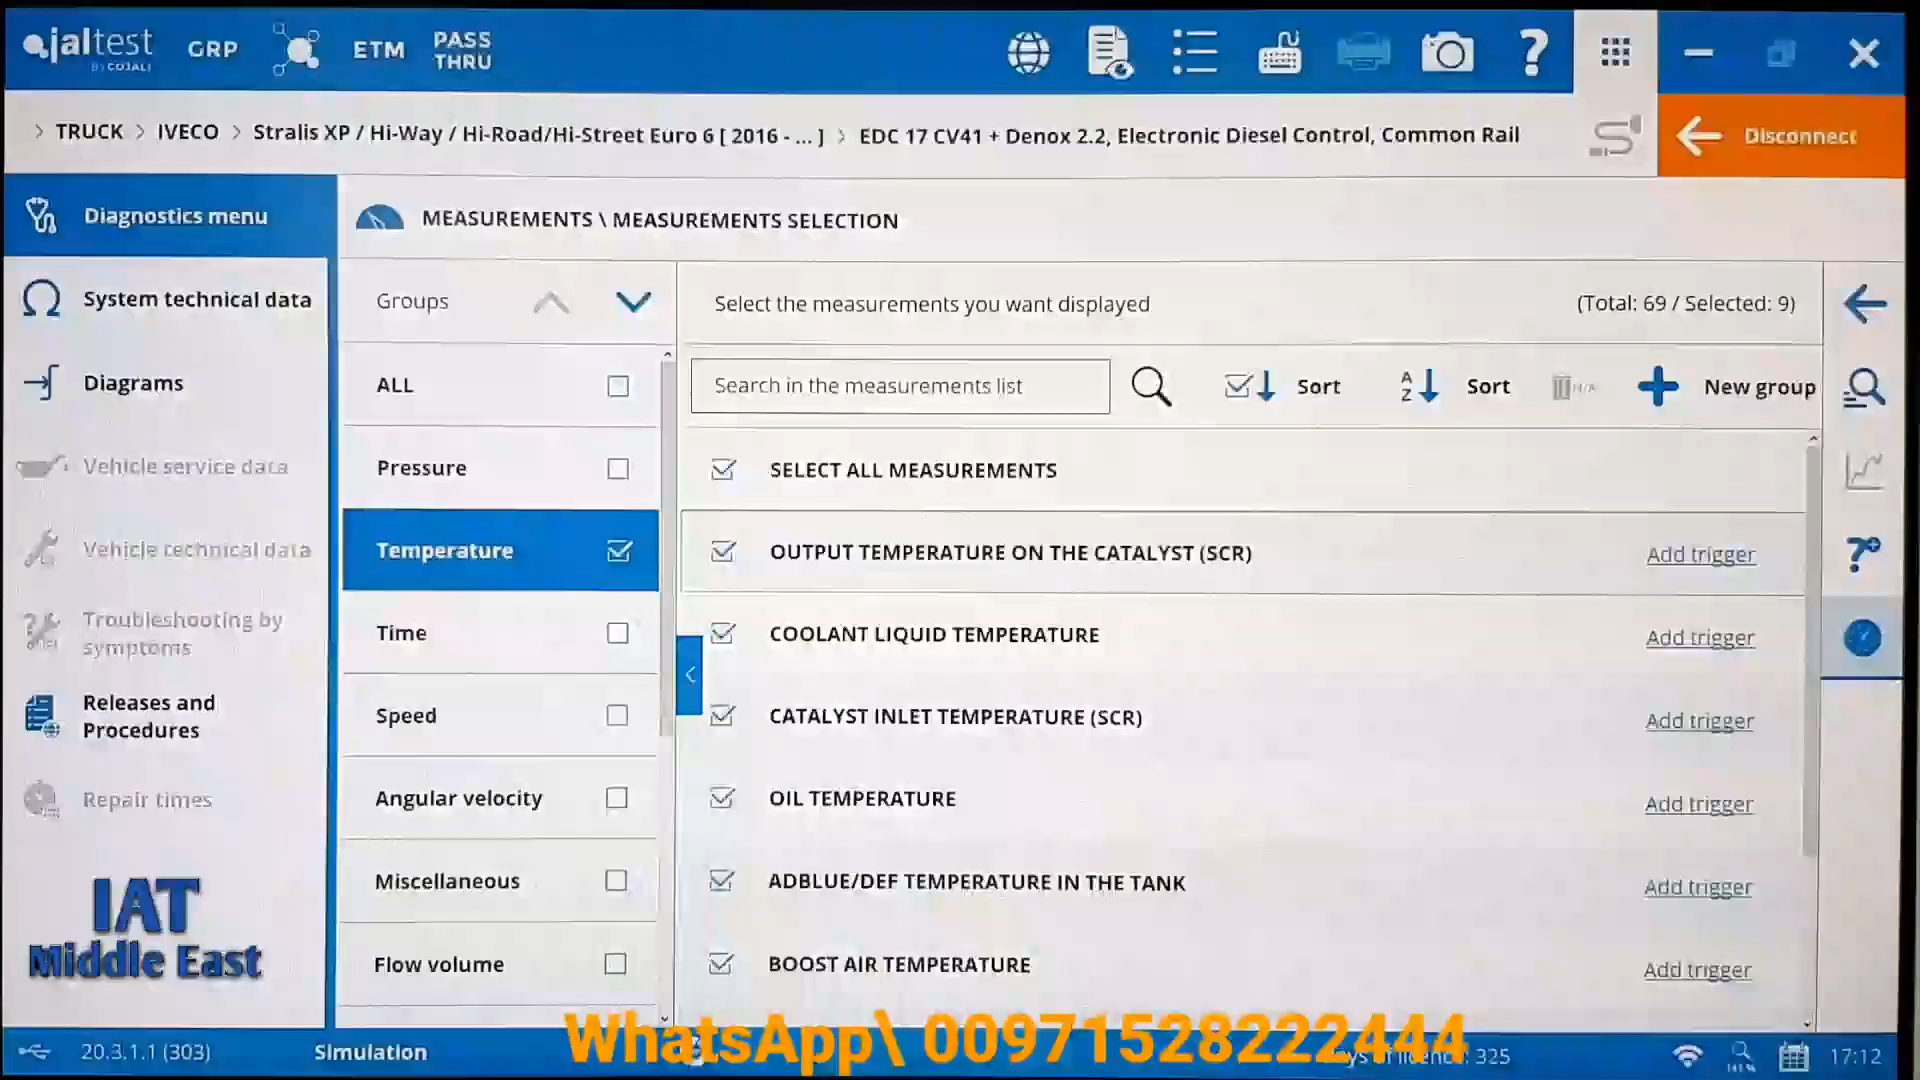 jaltest
BY COJALI
GRP
ETM
PASS
THRU
> TRUCK > IVECO > Stralis XP / Hi-Way / Hi-Road/Hi-Street Euro 6 [ 2016 - ... ] > EDC 17 CV41 + Denox 2.2, Electronic Diesel Control, Common Rail
Disconnect
Diagnostics menu
MEASUREMENTS \ MEASUREMENTS SELECTION
System technical data
Diagrams
Vehicle service data
Vehicle technical data
Troubleshooting by
symptoms
Releases and
Procedures
Repair times
IAT
Middle East
Groups
ALL
Pressure
Temperature
Time
Speed
Angular velocity
Miscellaneous
Flow volume
Select the measurements you want displayed
(Total: 69 / Selected: 9)
Search in the measurements list
Sort
A
Z
Sort
N/A
New group
SELECT ALL MEASUREMENTS
OUTPUT TEMPERATURE ON THE CATALYST (SCR)
Add trigger
COOLANT LIQUID TEMPERATURE
Add trigger
CATALYST INLET TEMPERATURE (SCR)
Add trigger
OIL TEMPERATURE
Add trigger
ADBLUE/DEF TEMPERATURE IN THE TANK
Add trigger
BOOST AIR TEMPERATURE
Add trigger
WhatsApp\ 00971528222444
20.3.1.1 (303)
Simulation
325
17:12